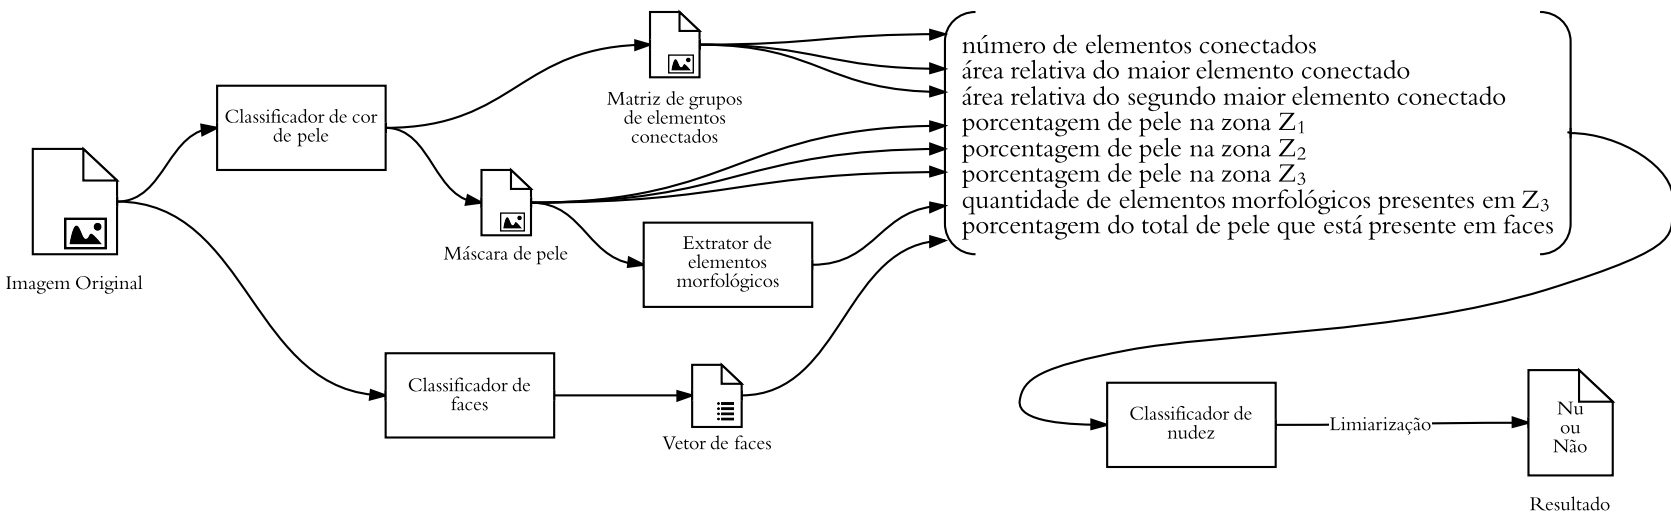 Imagem Original
Classificador de cor
de pele
Matriz de grupos
de elementos
conectados
Máscara de pele
Extrator de
elementos
morfológicos
Classificador de
faces
Vetor de faces
número de elementos conectados
área relativa do maior elemento conectado
área relativa do segundo maior elemento conectado
porcentagem de pele na zona Z₁
porcentagem de pele na zona Z₂
porcentagem de pele na zona Z₃
quantidade de elementos morfológicos presentes em Z₃
porcentagem do total de pele que está presente em faces
Classificador de
nudez
Limiarização
Nu
ou
Não
Resultado